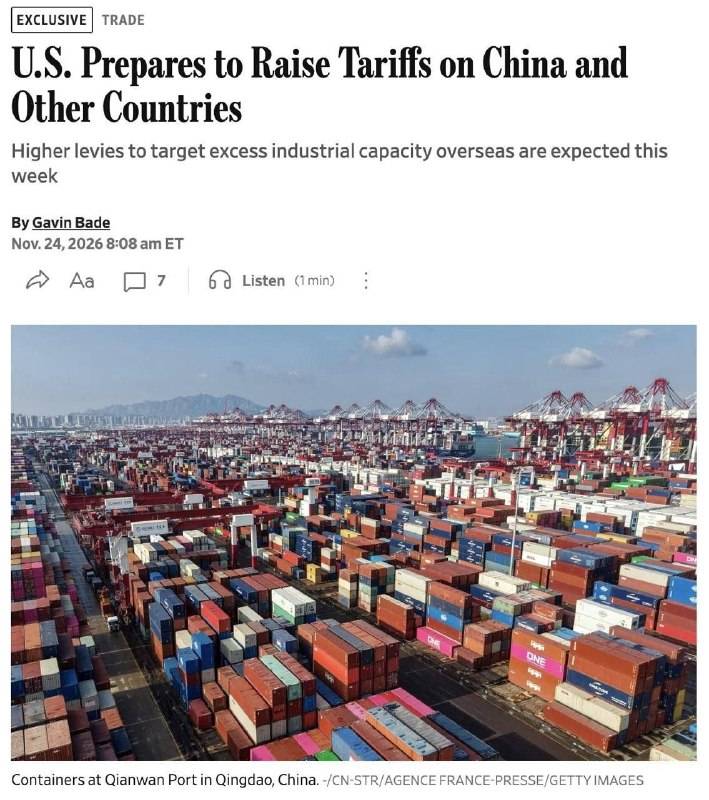 EXCLUSIVE TRADE
U.S. Prepares to Raise Tariffs on China and
Other Countries
Higher levies to target excess industrial capacity overseas are expected this
week
By Gavin Bade
Nov. 24, 2026 8:08 am ET
Aa 7 Listen (1 min)
ONE
ONE
Containers at Qianwan Port in Qingdao, China. -/CN-STR/AGENCE FRANCE-PRESSE/GETTY IMAGES